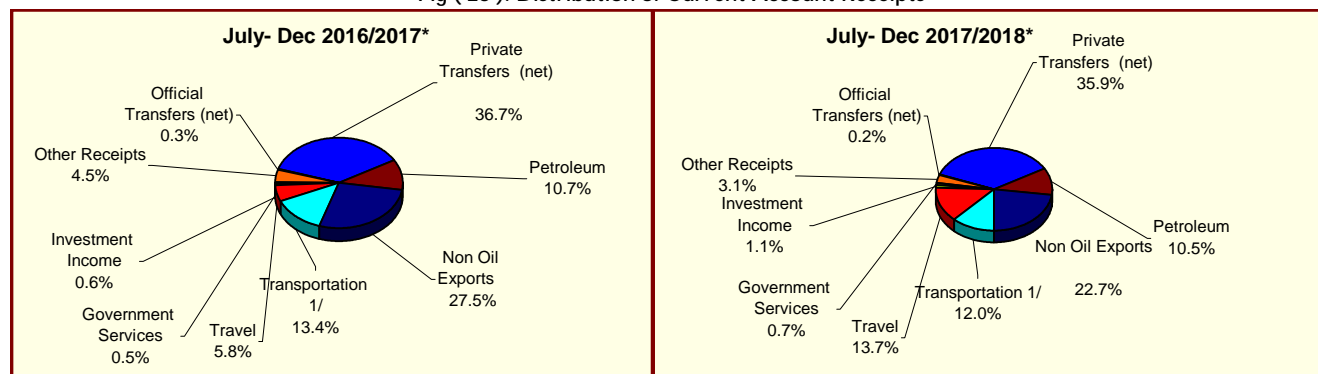 Fig ( 28 ): Distribution of Current Account Receipts
July- Dec 2016/2017*
Private
Transfers (net)
36.7%
Official
Transfers (net)
0.3%
Other Receipts
4.5%
Petroleum
10.7%
Investment
Income
0.6%
Non Oil
Exports
27.5%
Transportation
1/
13.4%
Government
Services
0.5%
Travel
5.8%
July- Dec 2017/2018*
Private
Transfers (net)
35.9%
Official
Transfers (net)
0.2%
Other Receipts
3.1%
Investment
Income
1.1%
Petroleum
10.5%
Non Oil Exports
22.7%
Government
Services
0.7%
Transportation 1/
12.0%
Travel
13.7%